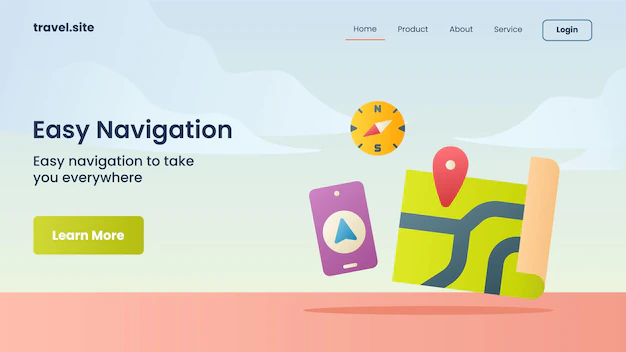 travel.site
Home Product About Service Login
Easy Navigation
Easy navigation to take
you everywhere
Learn More
N
S